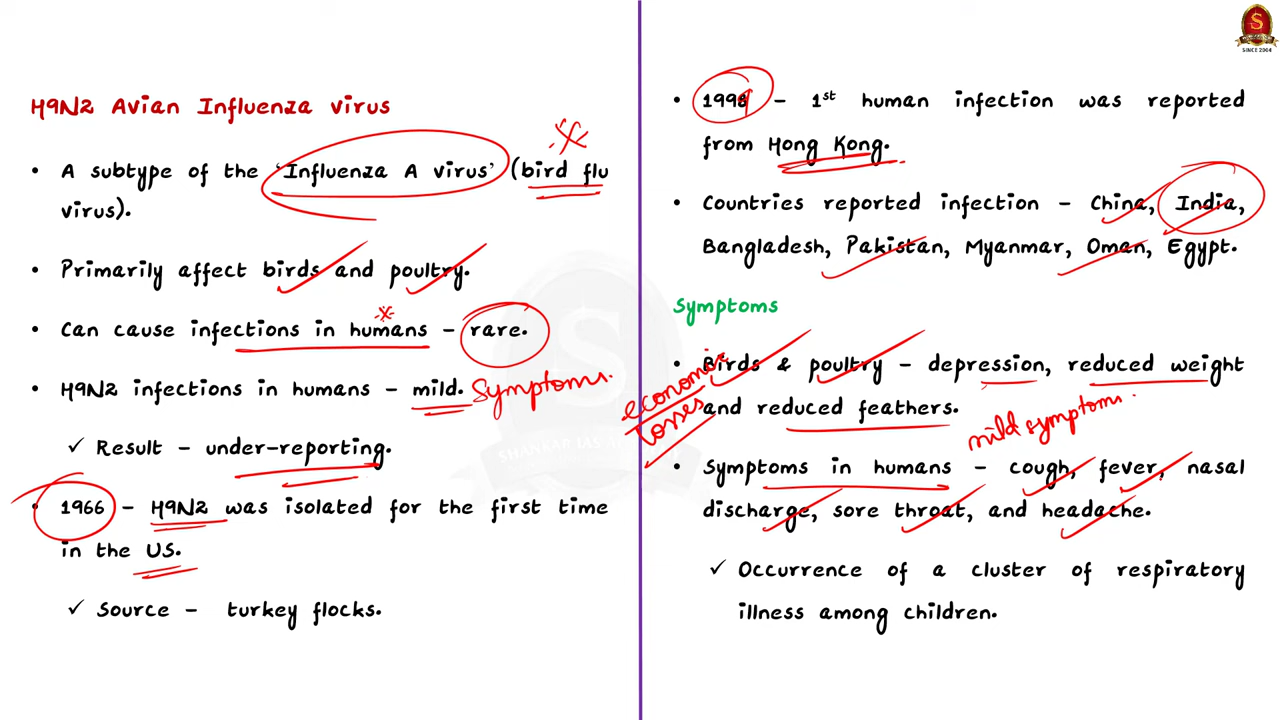 H9N2 Avian Influenza virus
• A subtype of the 'Influenza A virus' (bird flu
virus).
• Primarily affect birds and poultry.
• Can cause infections in humans – rare.
• H9N2 infections in humans – mild. Symptoms.
✓ Result – under-reporting.
• 1966 – H9N2 was isolated for the first time
in the US.
✓ Source – turkey flocks.
S
SINCE 2004
• – 1st human infection was reported
from Hong Kong.
• Countries reported infection – China, India,
Bangladesh, Pakistan, Myanmar, Oman, Egypt.
Symptoms
• Birds & poultry – depression, reduced weight
and reduced feathers.
economic
losses
mild symptoms.
• Symptoms in humans – cough, fever, nasal
discharge, sore throat, and headache.
✓ Occurrence of a cluster of respiratory
illness among children.